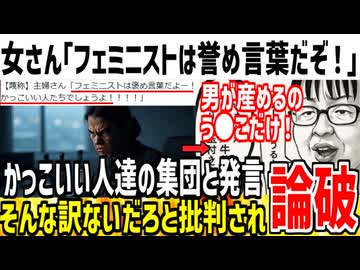 女さん「フェミニストは誉め言葉だぞ！」
【蔑称】主婦さん「フェミニストは褒め言葉だよー！
かっこいい人たちでしょうよ！！！！」
男が産めるの
う●こだけ！
かっこいい人達の集団と発言
そんな訳ないだろと批判され
論破